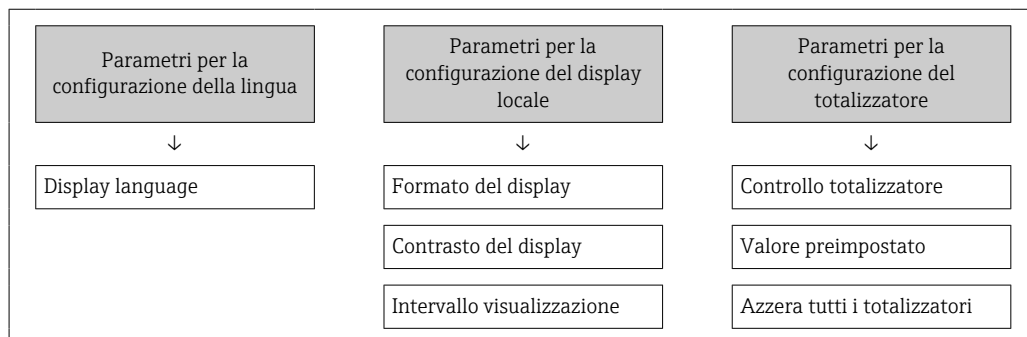 Parametri per la
configurazione della lingua
↓
Display language
Parametri per la
configurazione del display
locale
↓
Formato del display
Contrasto del display
Intervallo visualizzazione
Parametri per la
configurazione del
totalizzatore
↓
Controllo totalizzatore
Valore preimpostato
Azzera tutti i totalizzatori